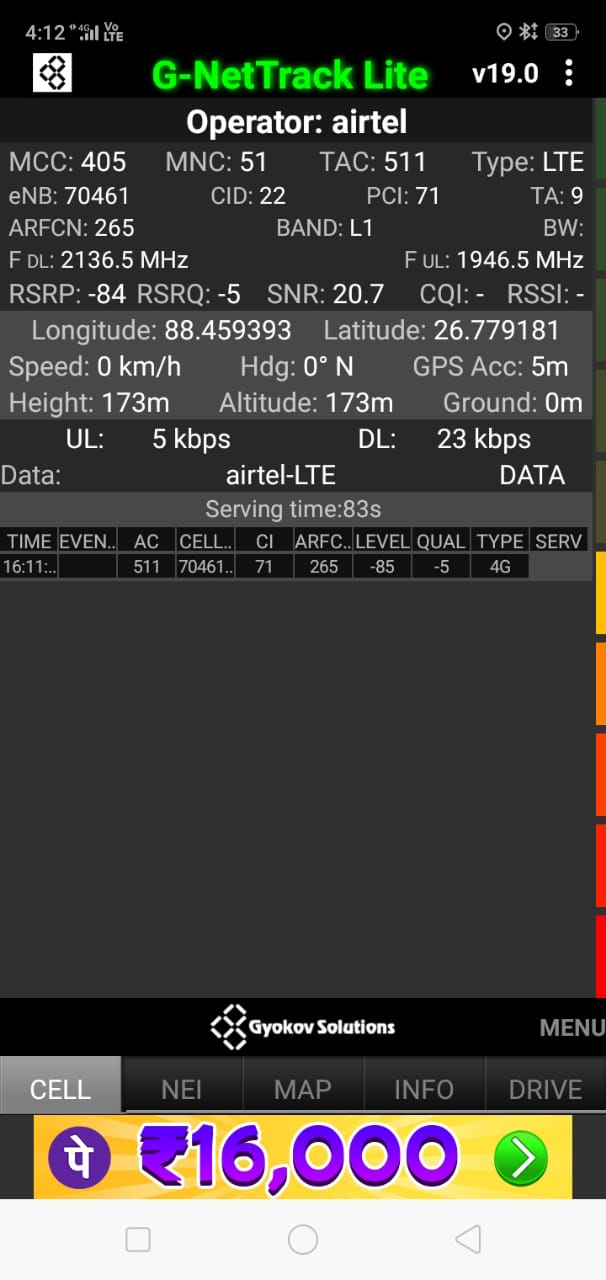 4:12 4G Vo LTE 33
G-NetTrack Lite v19.0
Operator: airtel
MCC: 405 MNC: 51 TAC: 511 Type: LTE
eNB: 70461 CID: 22 PCI: 71 TA: 9
ARFCN: 265 BAND: L1 BW:
F DL: 2136.5 MHz F UL: 1946.5 MHz
RSRP: -84 RSRQ: -5 SNR: 20.7 CQI: - RSSI: -
Longitude: 88.459393 Latitude: 26.779181
Speed: 0 km/h Hdg: 0° N GPS Acc: 5m
Height: 173m Altitude: 173m Ground: 0m
UL: 5 kbps DL: 23 kbps
Data: airtel-LTE DATA
Serving time:83s
TIME EVEN.. AC CELL.. CI ARFC.. LEVEL QUAL TYPE SERV
16:11:.. 511 70461.. 71 265 -85 -5 4G
Gyokov Solutions MENU
CELL NEI MAP INFO DRIVE
पे ₹16,000